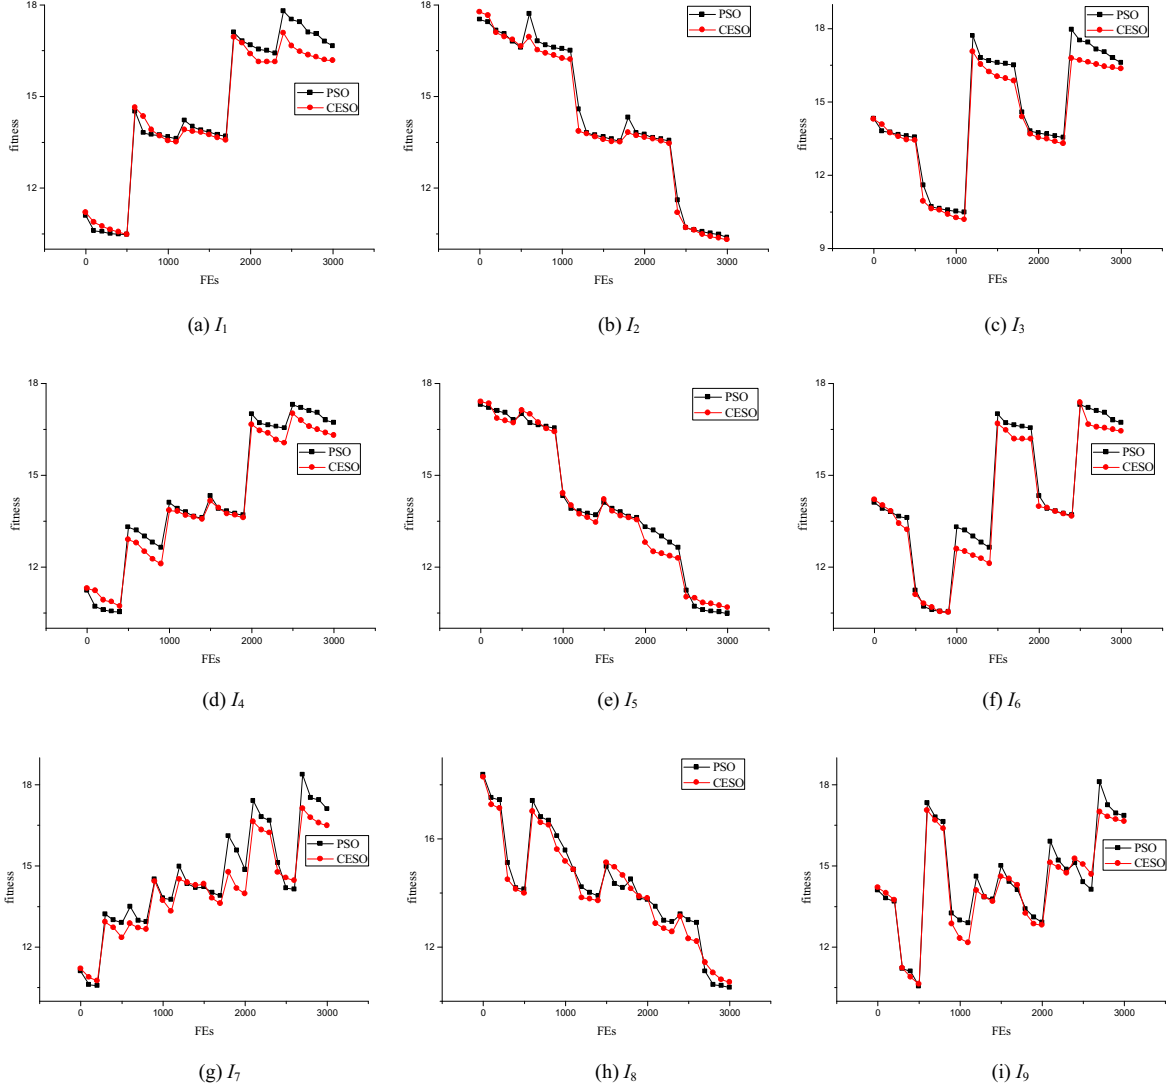 18
15
12
fitness
0
1000
2000
3000
FEs
PSO
CESO
(a) I1
18
15
12
fitness
0
1000
2000
3000
FEs
PSO
CESO
(b) I2
18
15
12
9
fitness
0
1000
2000
3000
FEs
PSO
CESO
(c) I3
18
15
12
fitness
0
1000
2000
3000
FEs
PSO
CESO
(d) I4
18
15
12
fitness
0
1000
2000
3000
FEs
PSO
CESO
(e) I5
18
15
12
fitness
0
1000
2000
3000
FEs
PSO
CESO
(f) I6
18
15
12
fitness
0
1000
2000
3000
FEs
PSO
CESO
(g) I7
16
12
fitness
0
1000
2000
3000
FEs
PSO
CESO
(h) I8
18
15
12
fitness
0
1000
2000
3000
FEs
PSO
CESO
(i) I9